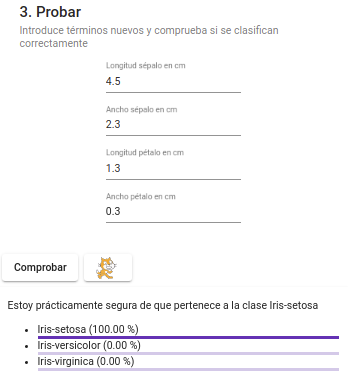 3. Probar
Introduce términos nuevos y comprueba si se clasifican
correctamente
Longitud sépalo en cm
4.5
Ancho sépalo en cm
2.3
Longitud pétalo en cm
1.3
Ancho pétalo en cm
0.3
Comprobar
Estoy prácticamente segura de que pertenece a la clase Iris-setosa
• Iris-setosa (100.00 %)
• Iris-versicolor (0.00 %)
• Iris-virginica (0.00 %)